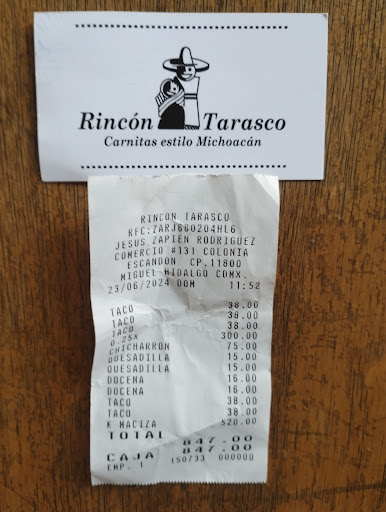 Rincón Tarasco
Carnitas estilo Michoacán
RINCON TARASCO
RFC:ZARJ660204HL6
JESUS ZAPIEN RODRIGUEZ
COMERCIO #131 COLONIA
ESCANDON CP.11800
MIGUEL HIDALGO CDMX.
23/06/2024 DOM 11:52
TACO 38.00
TACO 38.00
TACO 38.00
0.25X 300.00
CHICHARRON 75.00
QUESADILLA 15.00
QUESADILLA 15.00
DOCENA 16.00
DOCENA 16.00
TACO 38.00
TACO 38.00
K MACIZA 520.00
TOTAL 847.00
CAJA 847.00
EMP. 1 150733 000000